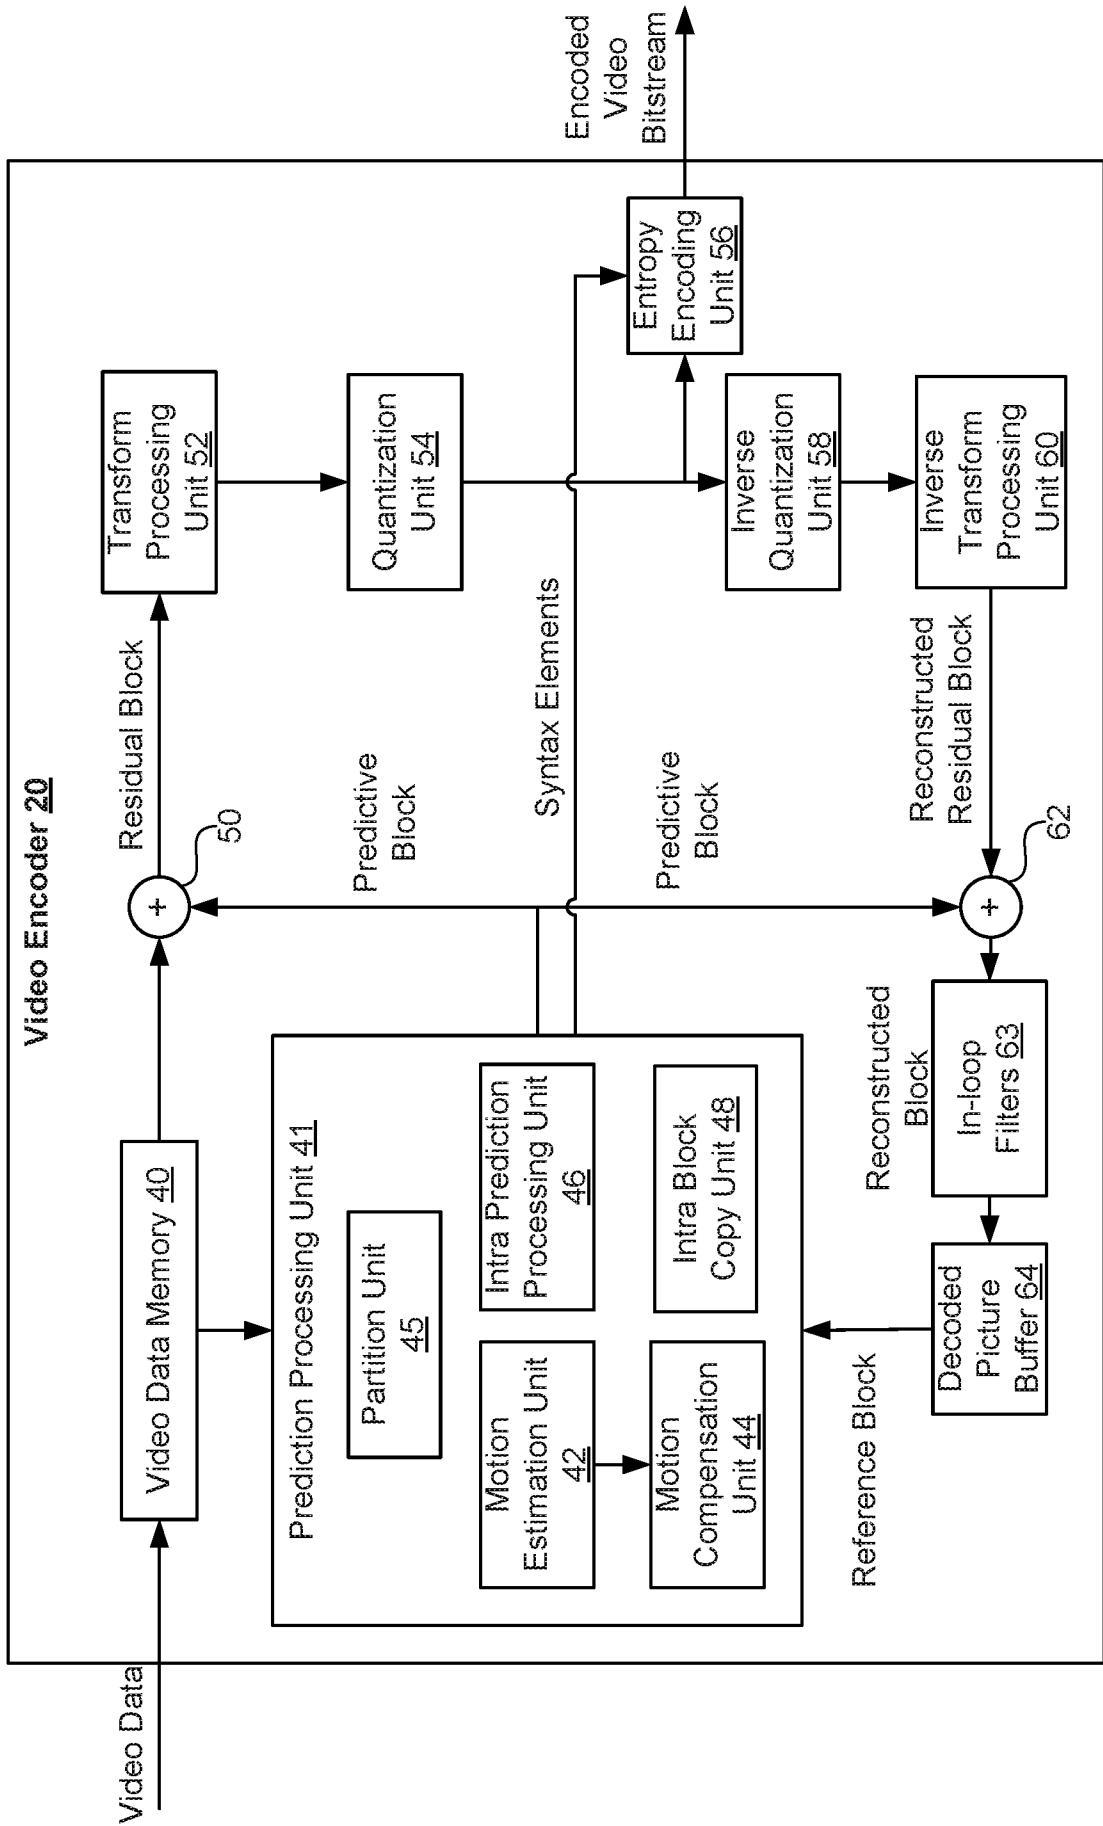 Video Encoder 20
Video Data
Video Data Memory 40
50
Residual Block
Transform
Processing
Unit 52
Prediction Processing Unit 41
Partition Unit
45
Motion
Estimation Unit
42
Intra Prediction
Processing Unit
46
Motion
Compensation
Unit 44
Intra Block
Copy Unit 48
Predictive
Block
Quantization
Unit 54
Syntax Elements
Predictive
Block
Entropy
Encoding
Unit 56
Encoded
Video
Bitstream
Inverse
Quantization
Unit 58
Inverse
Transform
Processing
Unit 60
Reconstructed
Residual Block
62
Reconstructed
Block
In-loop
Filters 63
Decoded
Picture
Buffer 64
Reference Block